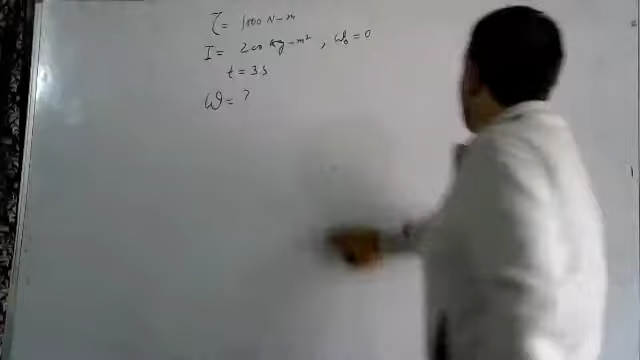 τ = 1000 N-m
I = 200 kg-m², ω₀ = 0
t = 3 s
ω = ?